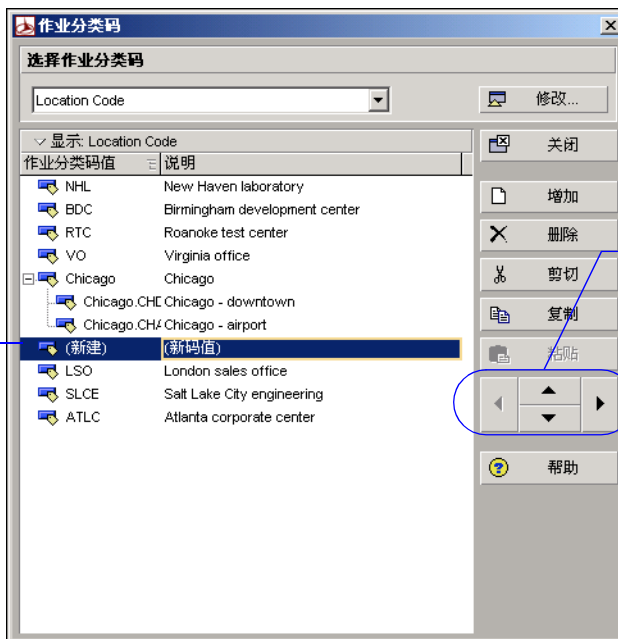 作业分类码
选择作业分类码
Location Code
修改...
显示: Location Code
关闭
作业分类码值 说明
NHL New Haven laboratory
增加
BDC Birmingham development center
RTC Roanoke test center
删除
VO Virginia office
Chicago Chicago
剪切
Chicago.CHD Chicago - downtown
复制
Chicago.CHA Chicago - airport
(新建) (新码值)
粘贴
LSO London sales office
SLCE Salt Lake City engineering
ATLC Atlanta corporate center
帮助